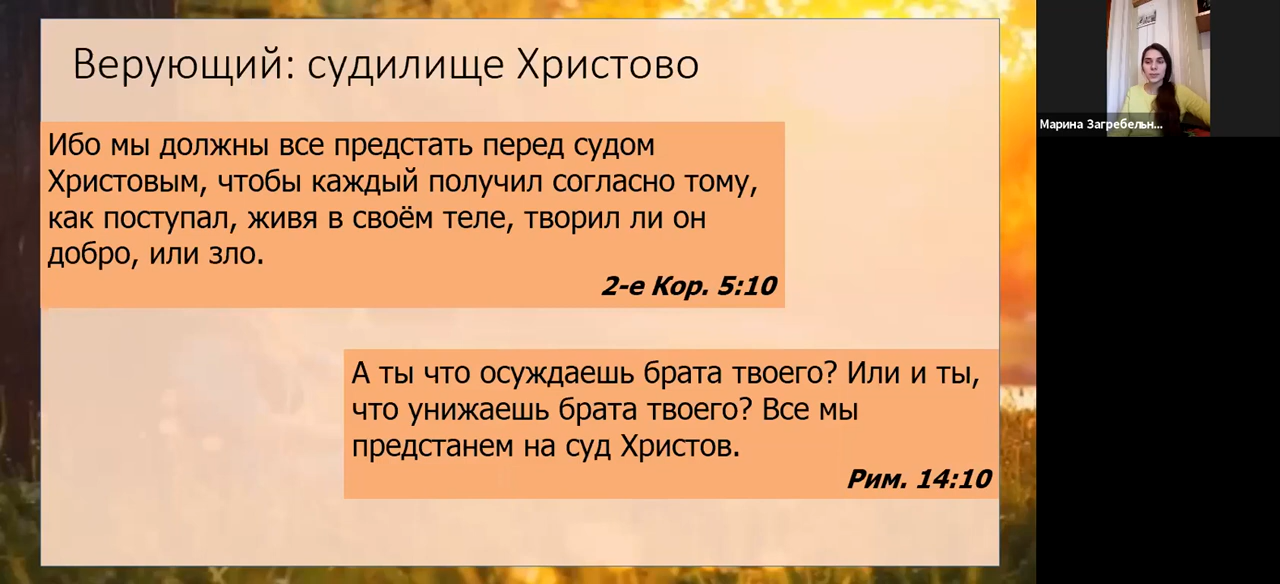 Верующий: судилище Христово
Ибо мы должны все предстать перед судом
Христовым, чтобы каждый получил согласно тому,
как поступал, живя в своём теле, творил ли он
добро, или зло.
2-е Кор. 5:10
А ты что осуждаешь брата твоего? Или и ты,
что унижаешь брата твоего? Все мы
предстанем на суд Христов.
Рим. 14:10
Марина Загребельн...